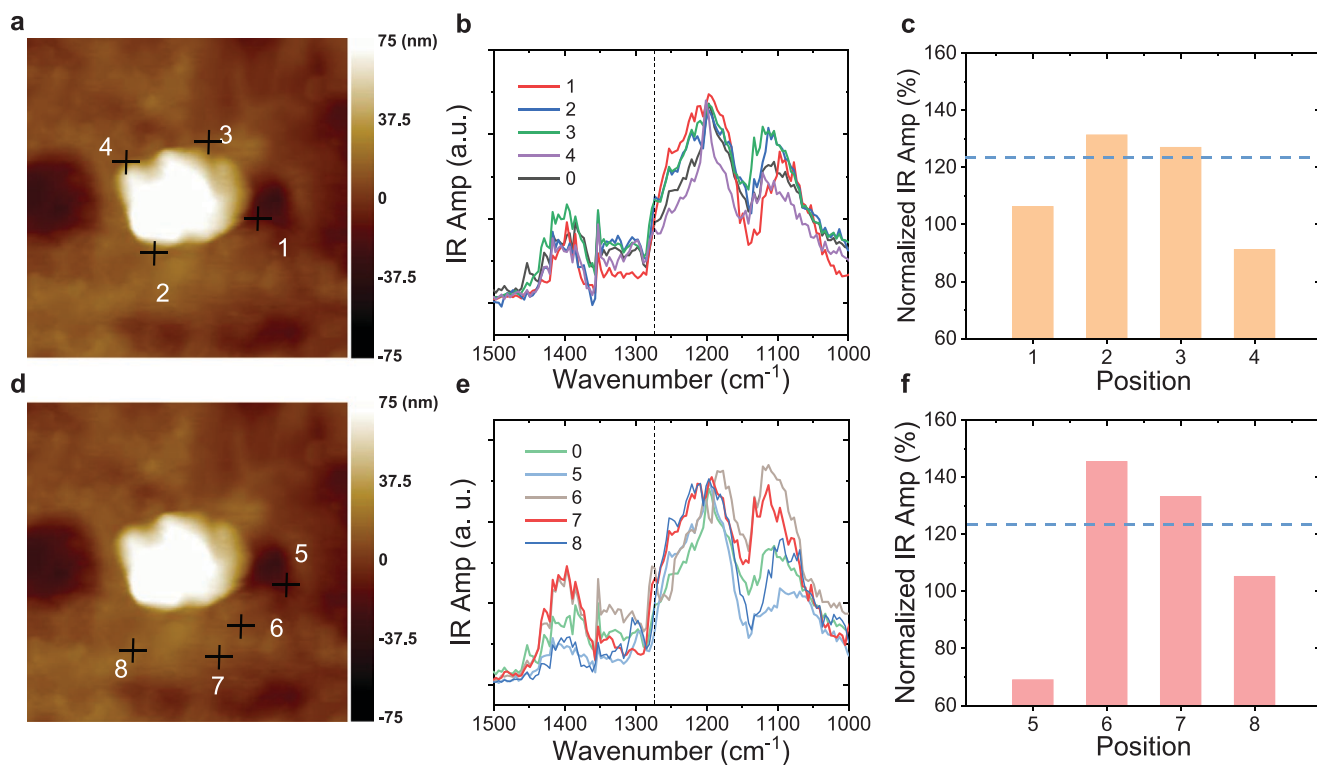 a
75 (nm)
37.5
0
-37.5
-75
4
3
1
2
b
IR Amp (a.u.)
1
2
3
4
0
1500 1400 1300 1200 1100 1000
Wavenumber (cm⁻¹)
c
Normalized IR Amp (%)
160
140
120
100
80
60
1 2 3 4
Position
d
75 (nm)
37.5
0
-37.5
-75
5
6
8
7
e
IR Amp (a. u.)
0
5
6
7
8
1500 1400 1300 1200 1100 1000
Wavenumber (cm⁻¹)
f
Normalized IR Amp (%)
160
140
120
100
80
60
5 6 7 8
Position